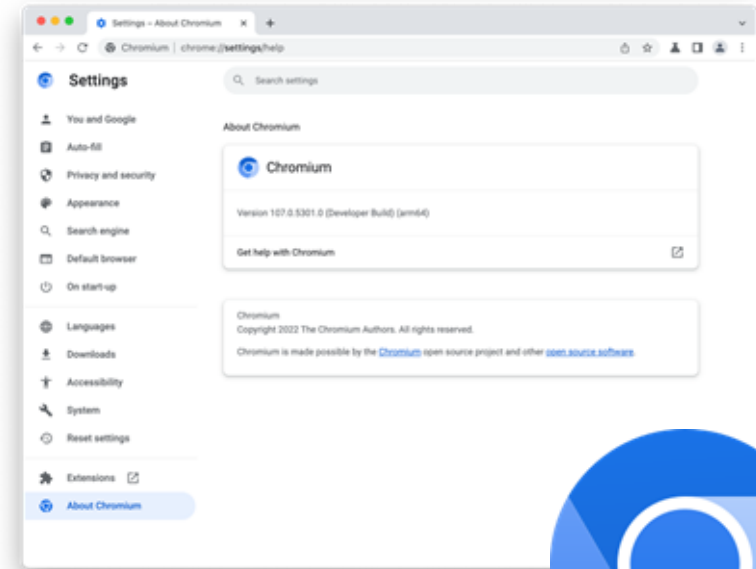 Settings – About Chromium
Chromium | chrome://settings/help
Settings
Search settings
You and Google
Auto-fill
Privacy and security
Appearance
Search engine
Default browser
On start-up
Languages
Downloads
Accessibility
System
Reset settings
Extensions
About Chromium
About Chromium
Chromium
Version 107.0.5301.0 (Developer Build) (arm64)
Get help with Chromium
Chromium
Copyright 2022 The Chromium Authors. All rights reserved.
Chromium is made possible by the Chromium open source project and other open source software.